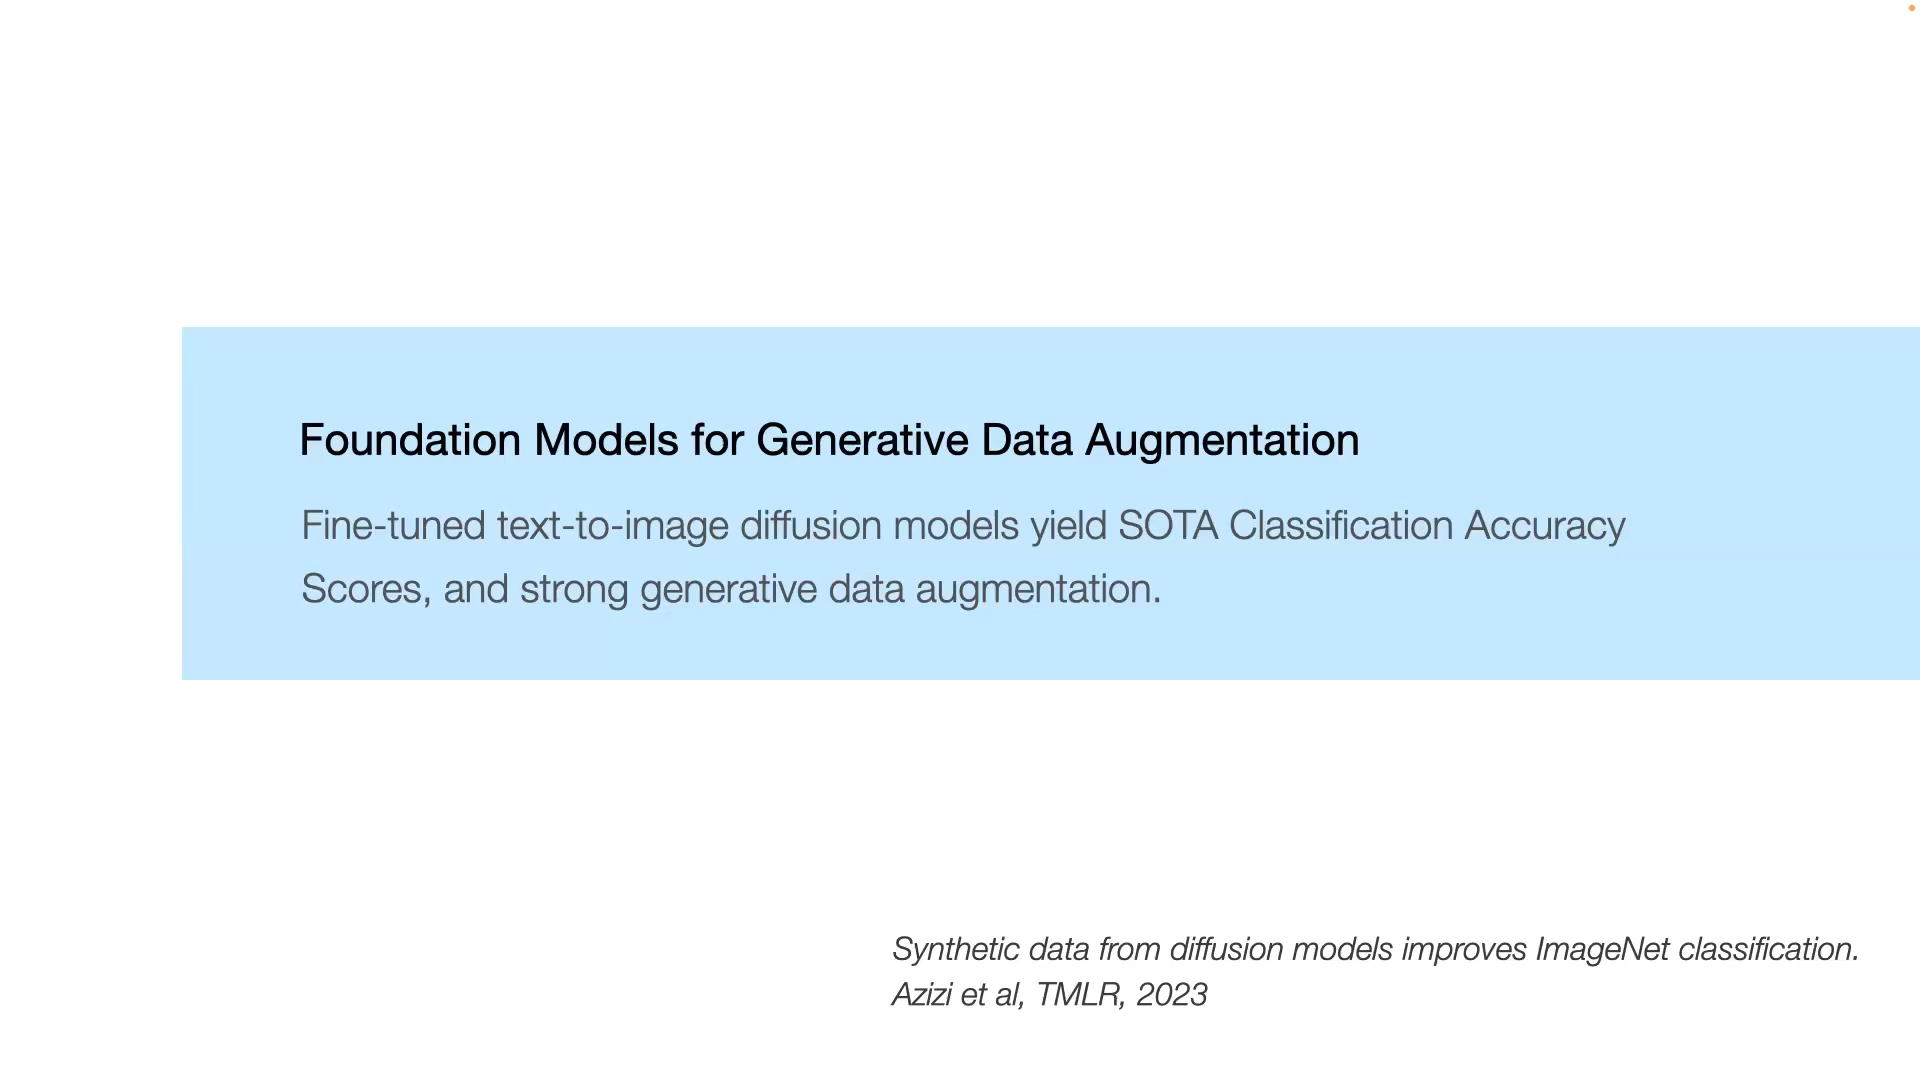 Foundation Models for Generative Data Augmentation
Fine-tuned text-to-image diffusion models yield SOTA Classification Accuracy
Scores, and strong generative data augmentation.
Synthetic data from diffusion models improves ImageNet classification.
Azizi et al, TMLR, 2023